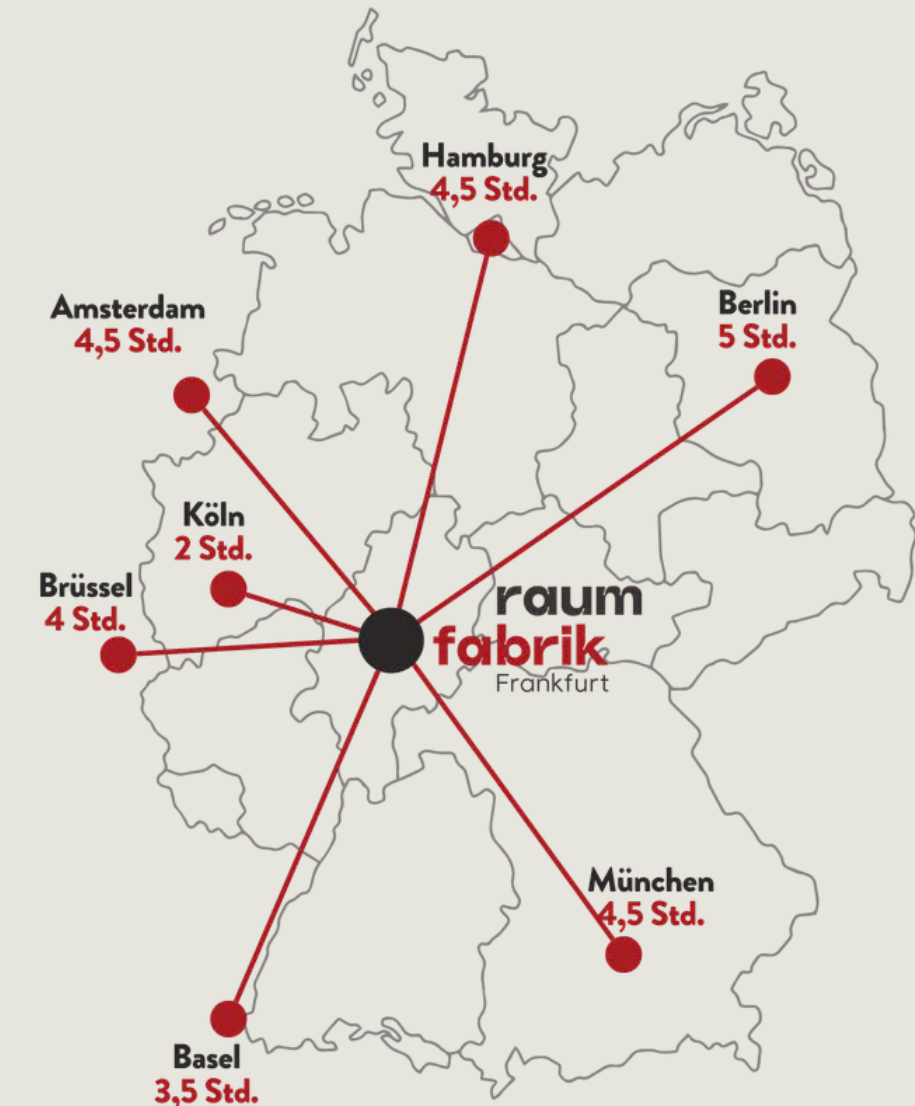 Hamburg
4,5 Std.
Berlin
5 Std.
Amsterdam
4,5 Std.
Köln
2 Std.
Brüssel
4 Std.
raum
fabrik
Frankfurt
München
4,5 Std.
Basel
3,5 Std.